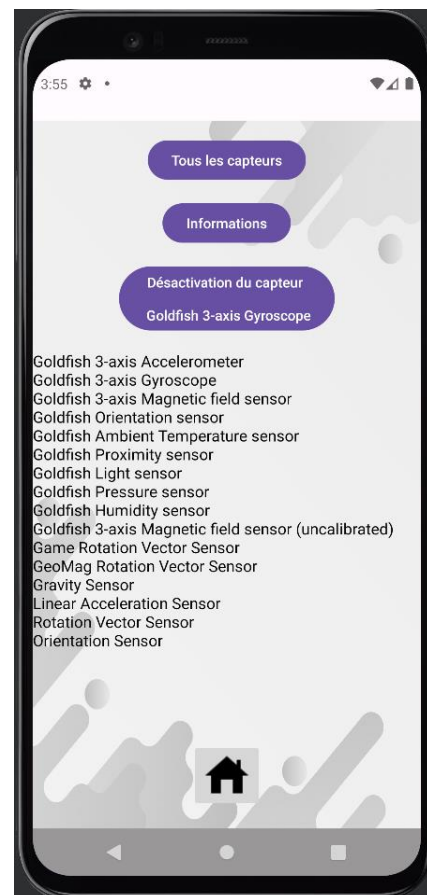 3:55
Tous les capteurs
Informations
Désactivation du capteur
Goldfish 3-axis Gyroscope
Goldfish 3-axis Accelerometer
Goldfish 3-axis Gyroscope
Goldfish 3-axis Magnetic field sensor
Goldfish Orientation sensor
Goldfish Ambient Temperature sensor
Goldfish Proximity sensor
Goldfish Light sensor
Goldfish Pressure sensor
Goldfish Humidity sensor
Goldfish 3-axis Magnetic field sensor (uncalibrated)
Game Rotation Vector Sensor
GeoMag Rotation Vector Sensor
Gravity Sensor
Linear Acceleration Sensor
Rotation Vector Sensor
Orientation Sensor